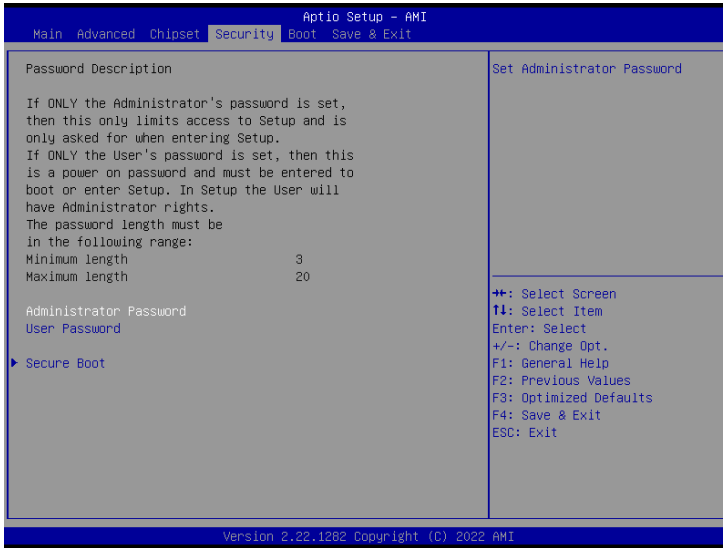 Aptio Setup – AMI
Main Advanced Chipset Security Boot Save & Exit
Password Description
If ONLY the Administrator's password is set,
then this only limits access to Setup and is
only asked for when entering Setup.
If ONLY the User's password is set, then this
is a power on password and must be entered to
boot or enter Setup. In Setup the User will
have Administrator rights.
The password length must be
in the following range:
Minimum length 3
Maximum length 20
Administrator Password
User Password
Secure Boot
Set Administrator Password
→←: Select Screen
↑↓: Select Item
Enter: Select
+/-: Change Opt.
F1: General Help
F2: Previous Values
F3: Optimized Defaults
F4: Save & Exit
ESC: Exit
Version 2.22.1282 Copyright (C) 2022 AMI